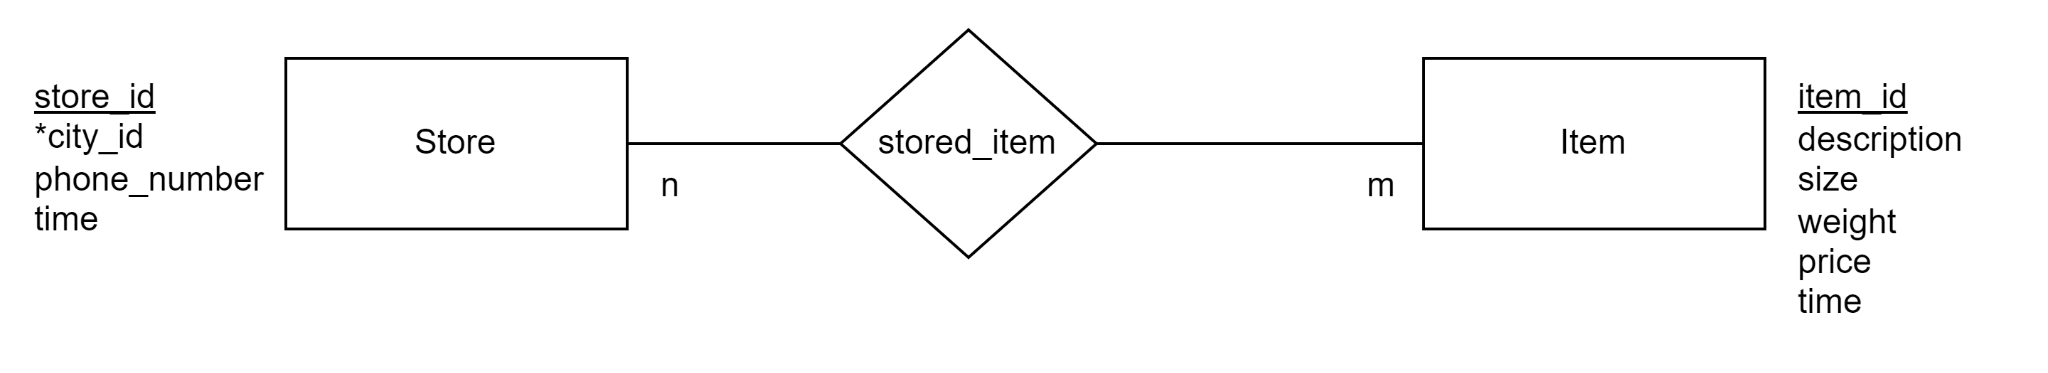 store_id
*city_id
phone_number
time
Store
n
stored_item
m
Item
item_id
description
size
weight
price
time